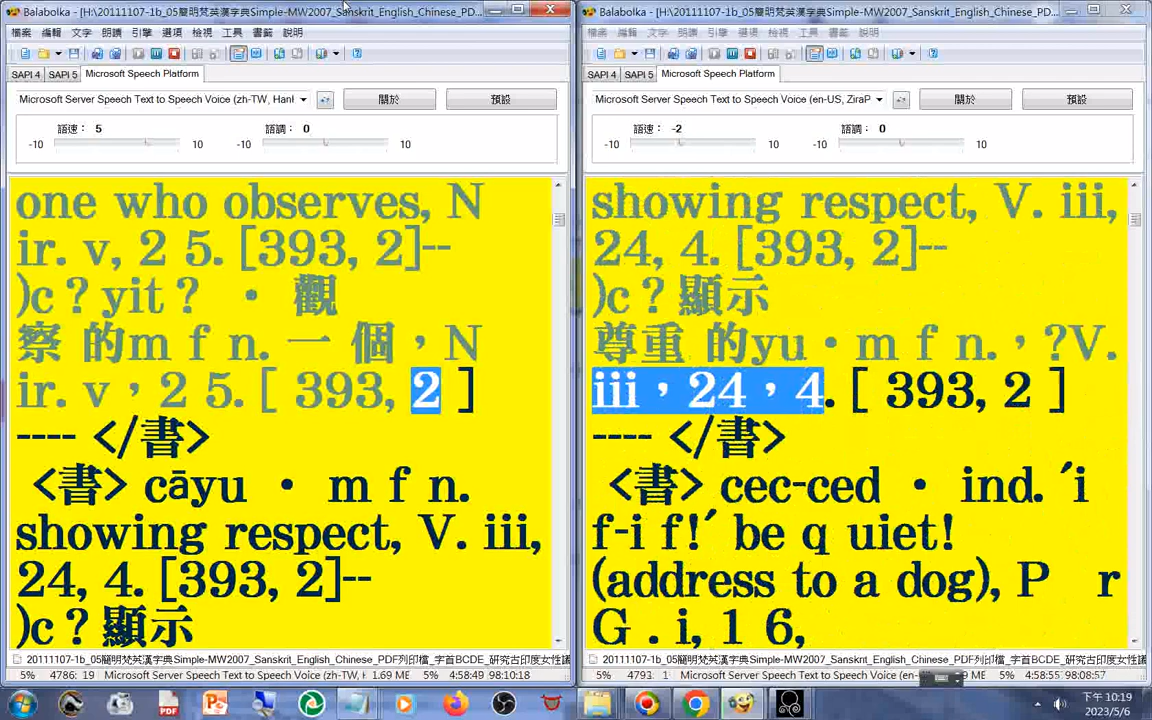 Balabolka - [H:\20111107-1b_05簡明梵英漢字典Simple-MW2007_Sanskrit_English_Chinese_PD...
檔案 編輯 文字 朗讀 引擎 選項 檢視 工具 書籤 說明
SAPI 4 SAPI 5 Microsoft Speech Platform
Microsoft Server Speech Text to Speech Voice (zh-TW, Han 關於 預設
語速： 5 語調： 0
-10 10 -10 10
one who observes, N
ir. v, 2 5. [393, 2]--
)c？yit？ ‧ 觀
察 的m f n. 一 個，N
ir. v，2 5. [ 393, 2 ]
---- </書>
<書> cāyu ‧ m f n.
showing respect, V. iii,
24, 4. [393, 2]--
)c？顯示
20111107-1b_05簡明梵英漢字典Simple-MW2007_Sanskrit_English_Chinese_PDF列印檔_字首BCDE_研究古印度女性議
5% 4786: 19 Microsoft Server Speech Text to Speech Voice (zh-TW, H 1.69 ME 5% 4:58:49 98:10:18
Balabolka - [H:\20111107-1b_05簡明梵英漢字典Simple-MW2007_Sanskrit_English_Chinese_PD...
檔案 編輯 文字 朗讀 引擎 選項 檢視 工具 書籤 說明
SAPI 4 SAPI 5 Microsoft Speech Platform
Microsoft Server Speech Text to Speech Voice (en-US, ZiraP 關於 預設
語速： -2 語調： 0
-10 10 -10 10
showing respect, V. iii,
24, 4. [393, 2]--
)c？顯示
尊重 的yu‧m f n.，?V.
iii，24，4. [ 393, 2 ]
---- </書>
<書> cec-ced ‧ ind. ′i
f-i f!′ be q uiet!
(address to a dog), P r
G . i, 1 6,
20111107-1b_05簡明梵英漢字典Simple-MW2007_Sanskrit_English_Chinese_PDF列印檔_字首BCDE_研究古印度女性議
5% 4793: 1 Microsoft Server Speech Text to Speech Voice ME 5% 4:58:55 98:08:57
PDF
下午 10:19
2023/5/6